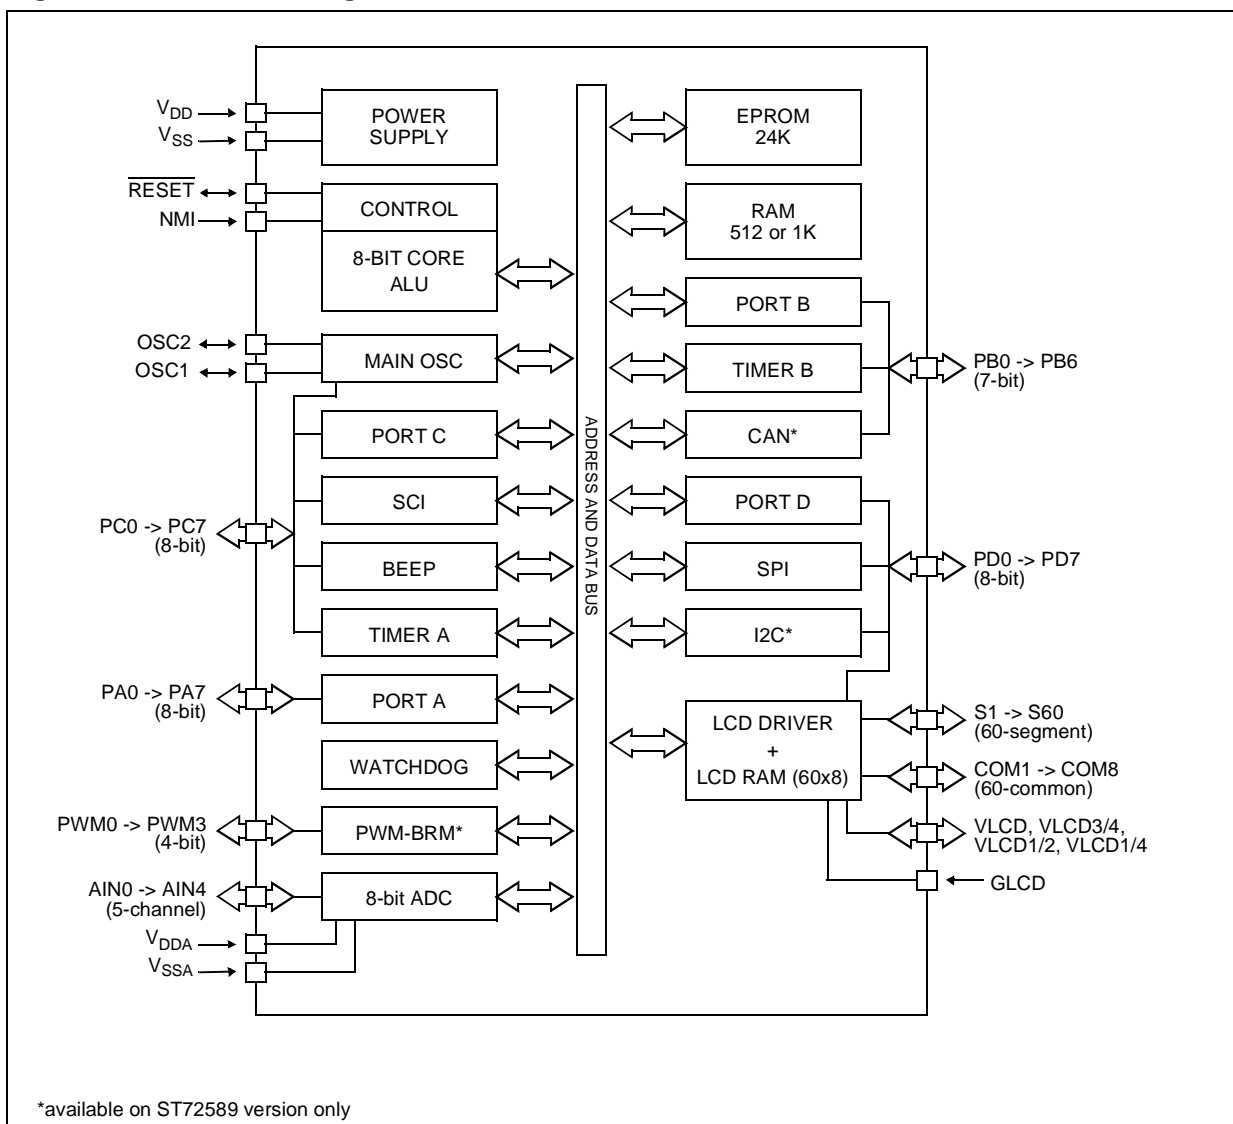 V_DD
V_SS
RESET
NMI
OSC2
OSC1
PC0 -> PC7
(8-bit)
PA0 -> PA7
(8-bit)
PWM0 -> PWM3
(4-bit)
AIN0 -> AIN4
(5-channel)
V_DDA
V_SSA
POWER
SUPPLY
CONTROL
8-BIT CORE
ALU
MAIN OSC
PORT C
SCI
BEEP
TIMER A
PORT A
WATCHDOG
PWM-BRM*
8-bit ADC
ADDRESS AND DATA BUS
EPROM
24K
RAM
512 or 1K
PORT B
TIMER B
CAN*
PORT D
SPI
I2C*
LCD DRIVER
+
LCD RAM (60x8)
PB0 -> PB6
(7-bit)
PD0 -> PD7
(8-bit)
S1 -> S60
(60-segment)
COM1 -> COM8
(60-common)
VLCD, VLCD3/4,
VLCD1/2, VLCD1/4
GLCD
*available on ST72589 version only